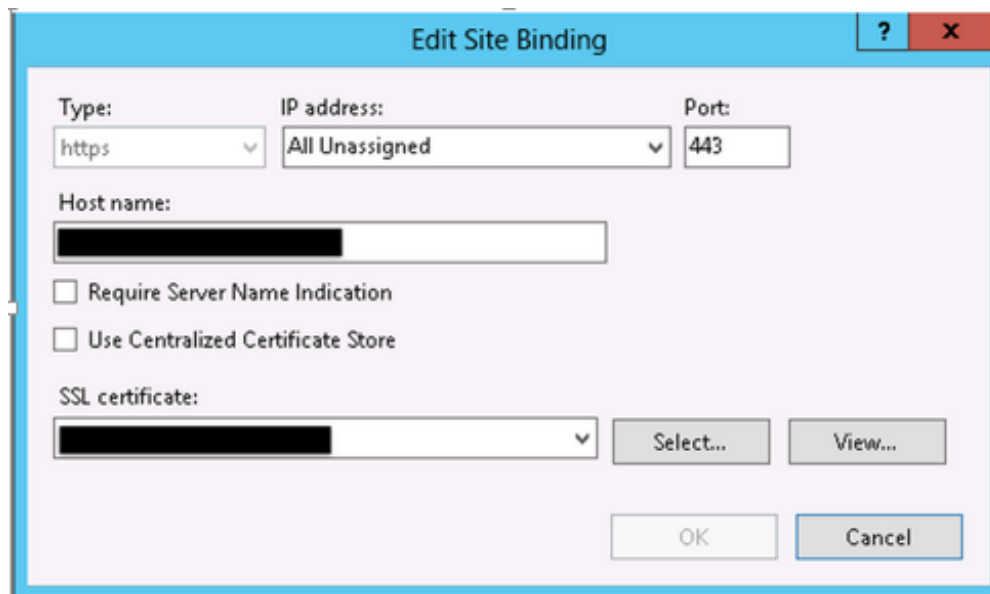 Edit Site Binding
?
x
Type:
IP address:
Port:
https
All Unassigned
443
Host name:
Require Server Name Indication
Use Centralized Certificate Store
SSL certificate:
Select...
View...
OK
Cancel